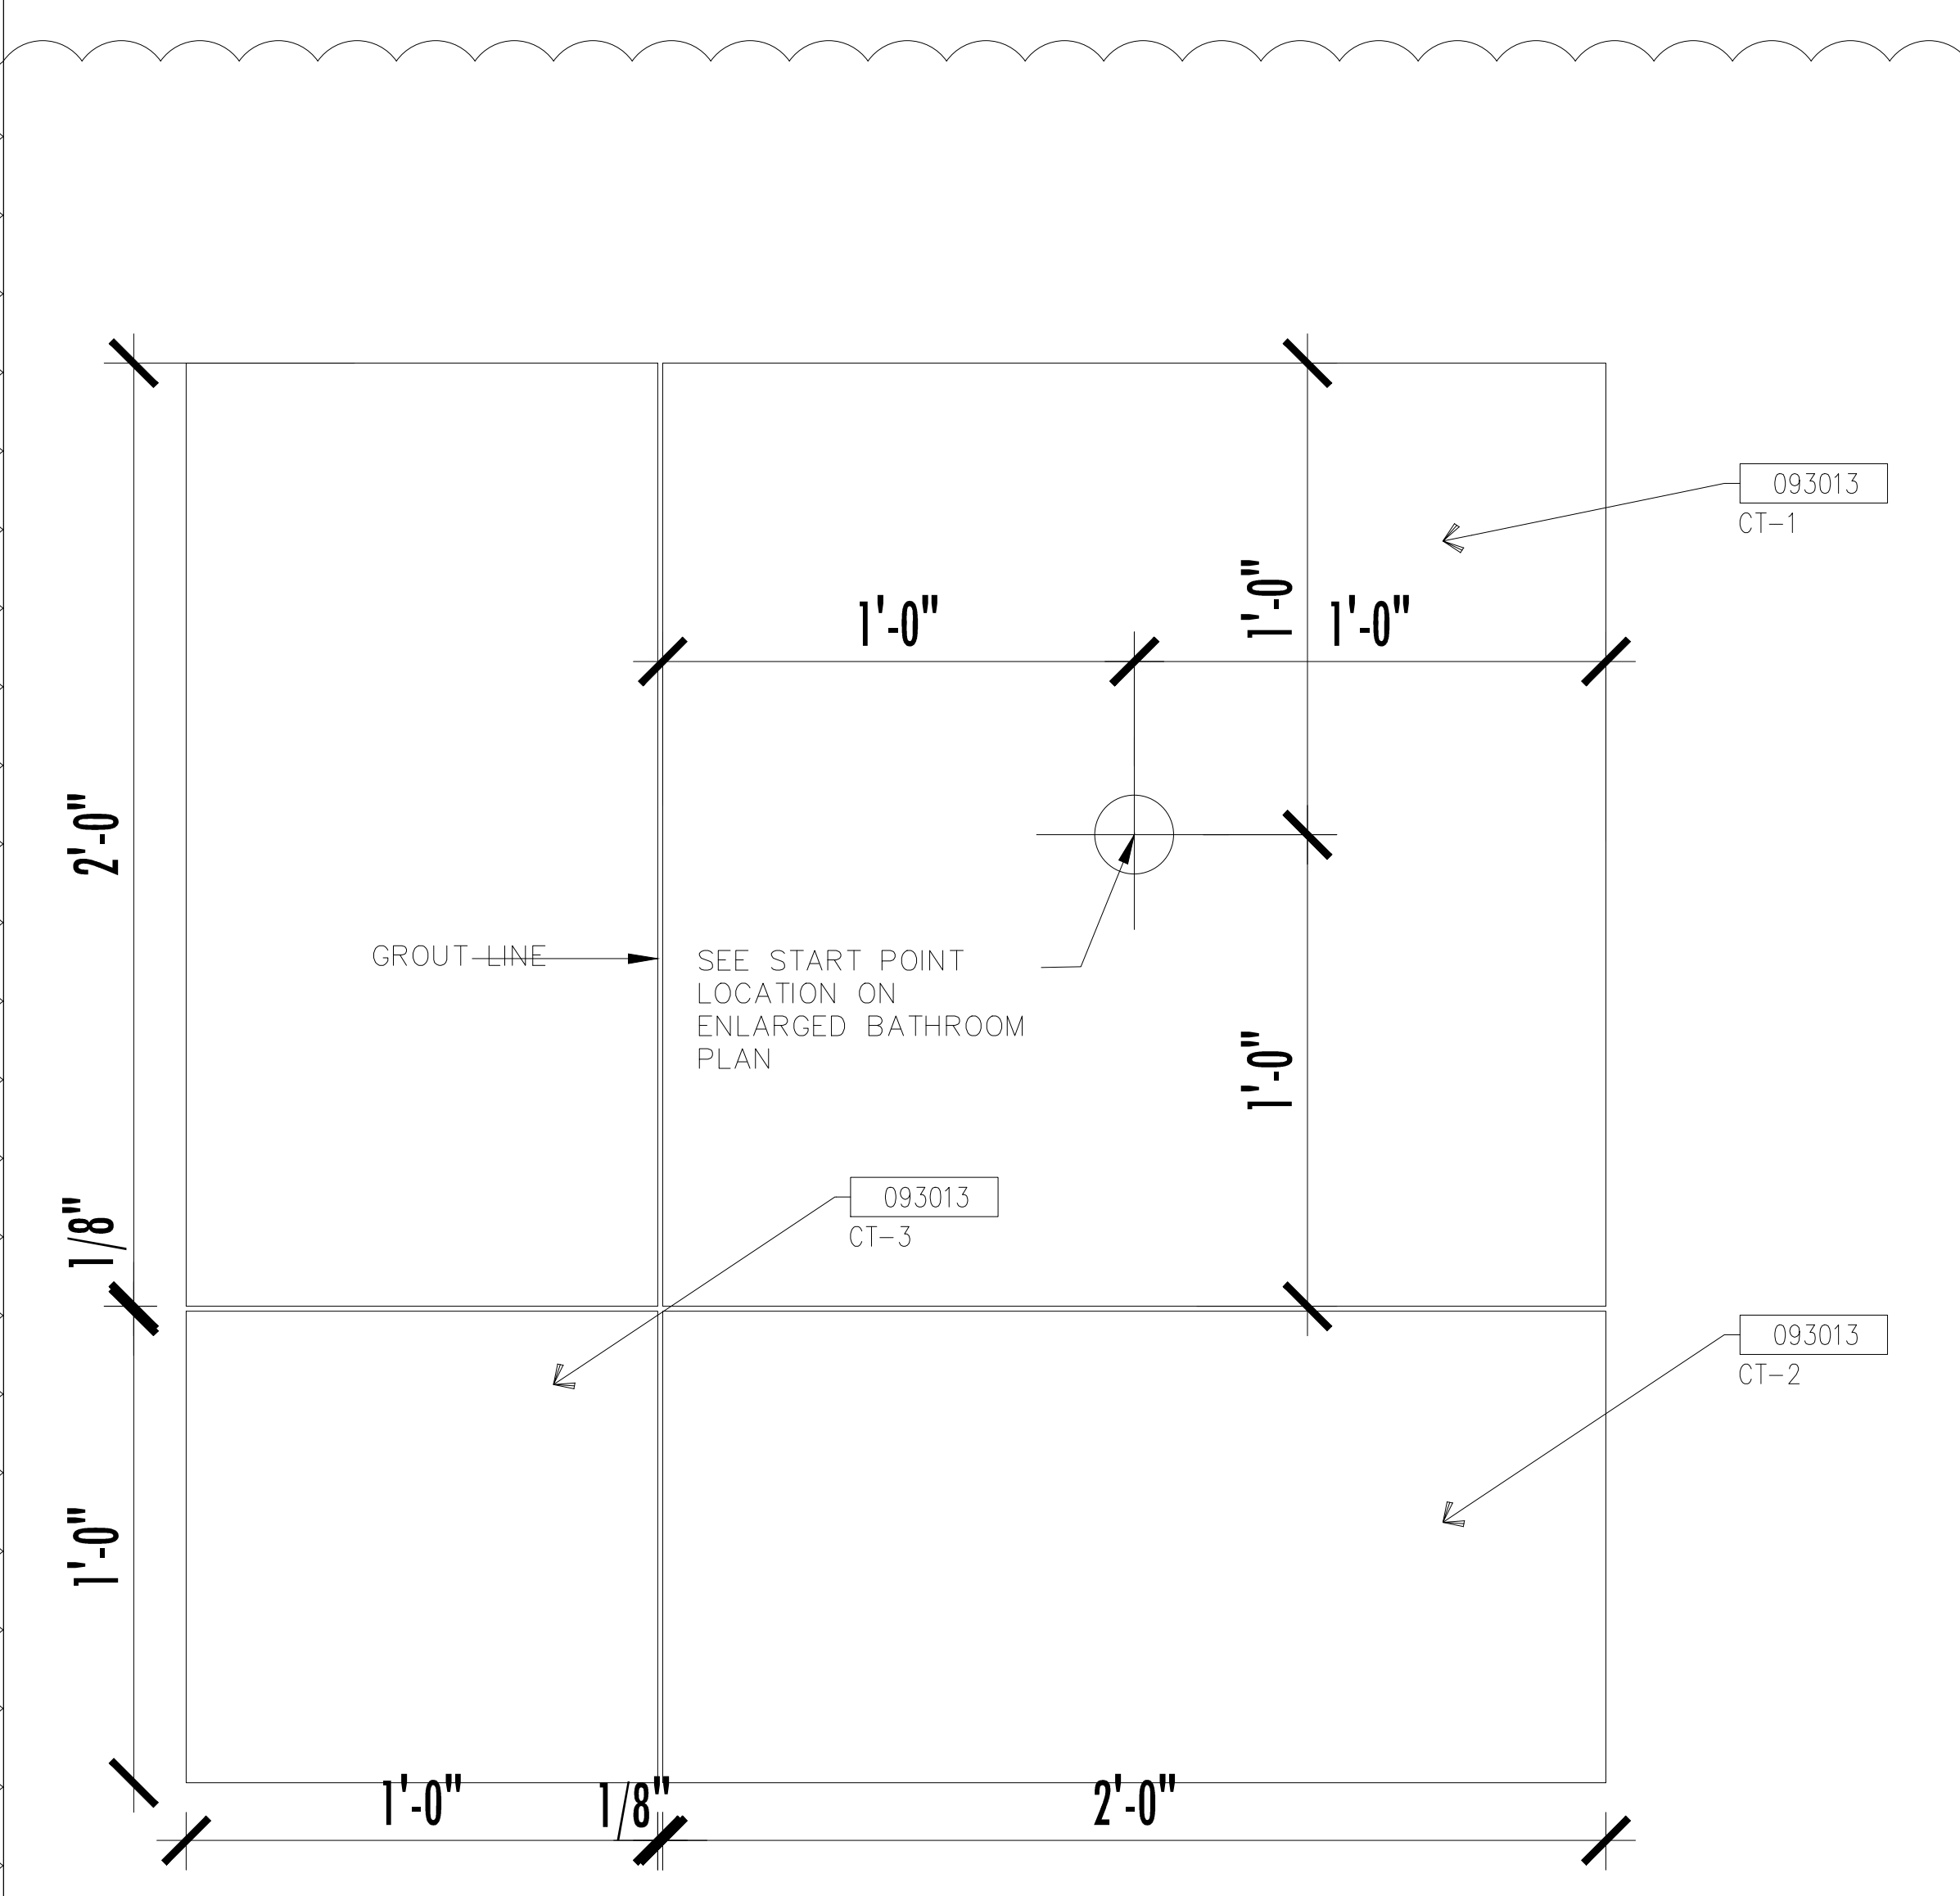 093013
CT-1
1'-0"
1'-0"
1'-0"
2'-0"
GROUT LINE
SEE START POINT
LOCATION ON
ENLARGED BATHROOM
PLAN
1'-0"
093013
CT-3
1/8"
093013
CT-2
1'-0"
1'-0"
1/8"
2'-0"